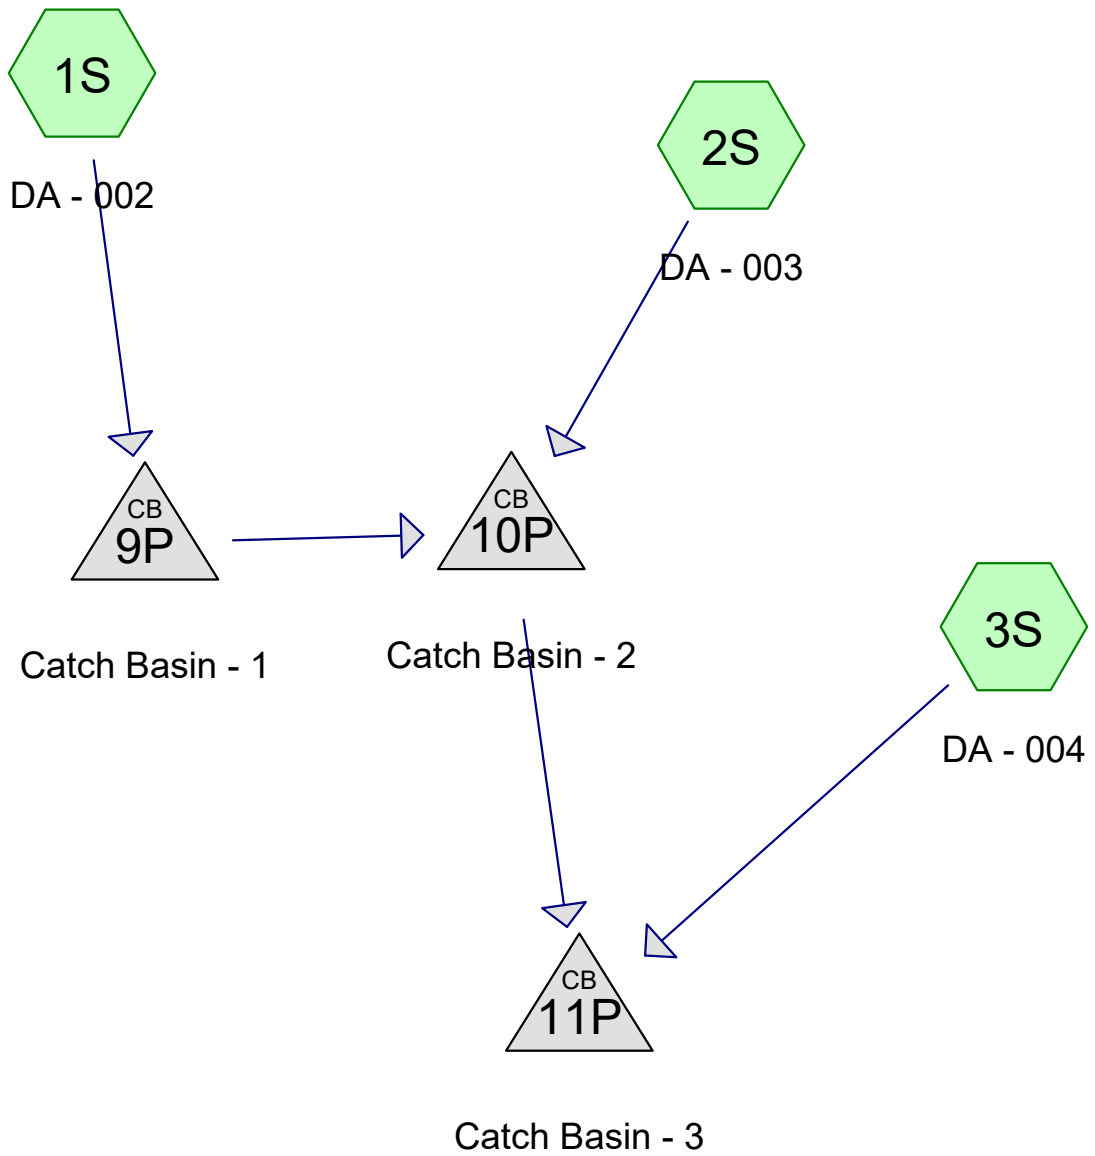 1S
DA - 002
2S
DA - 003
CB
9P
Catch Basin - 1
CB
10P
Catch Basin - 2
3S
DA - 004
CB
11P
Catch Basin - 3